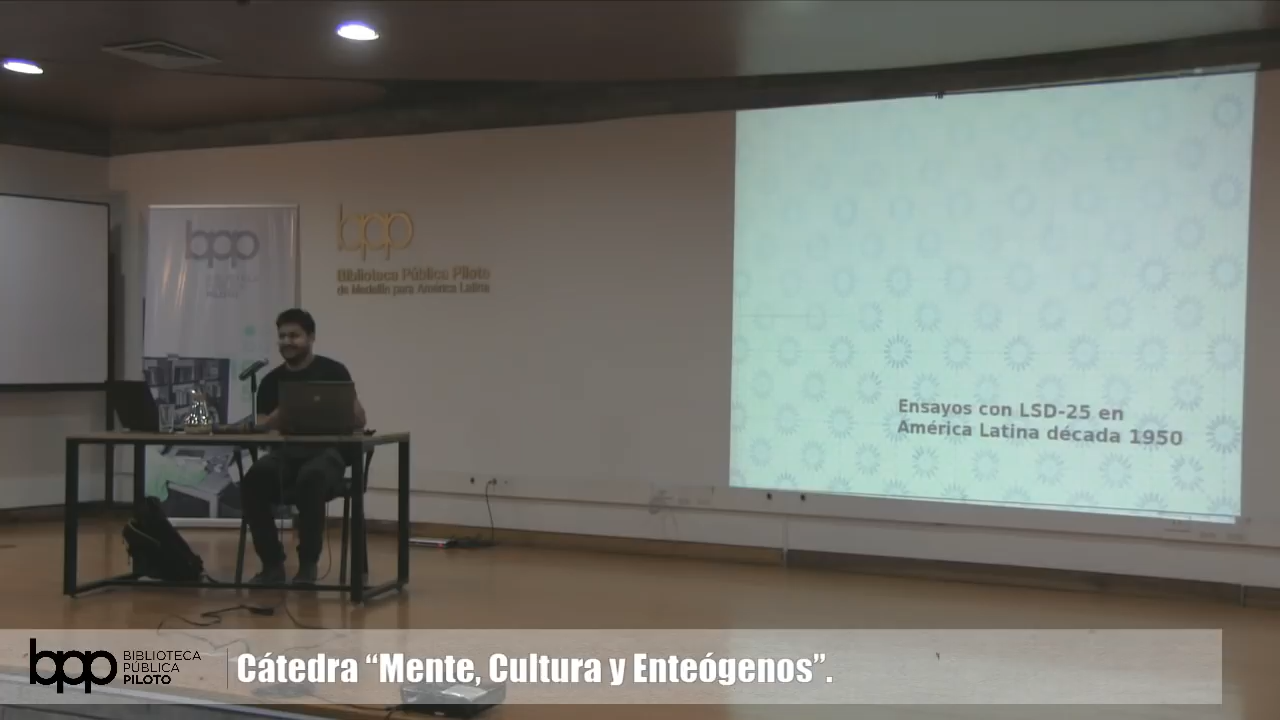 bpp
bpp
Biblioteca Pública Piloto
de Medellín para América Latina
Ensayos con LSD-25 en
América Latina década 1950
bpp
BIBLIOTECA
PÚBLICA
PILOTO
Cátedra “Mente, Cultura y Enteógenos”.